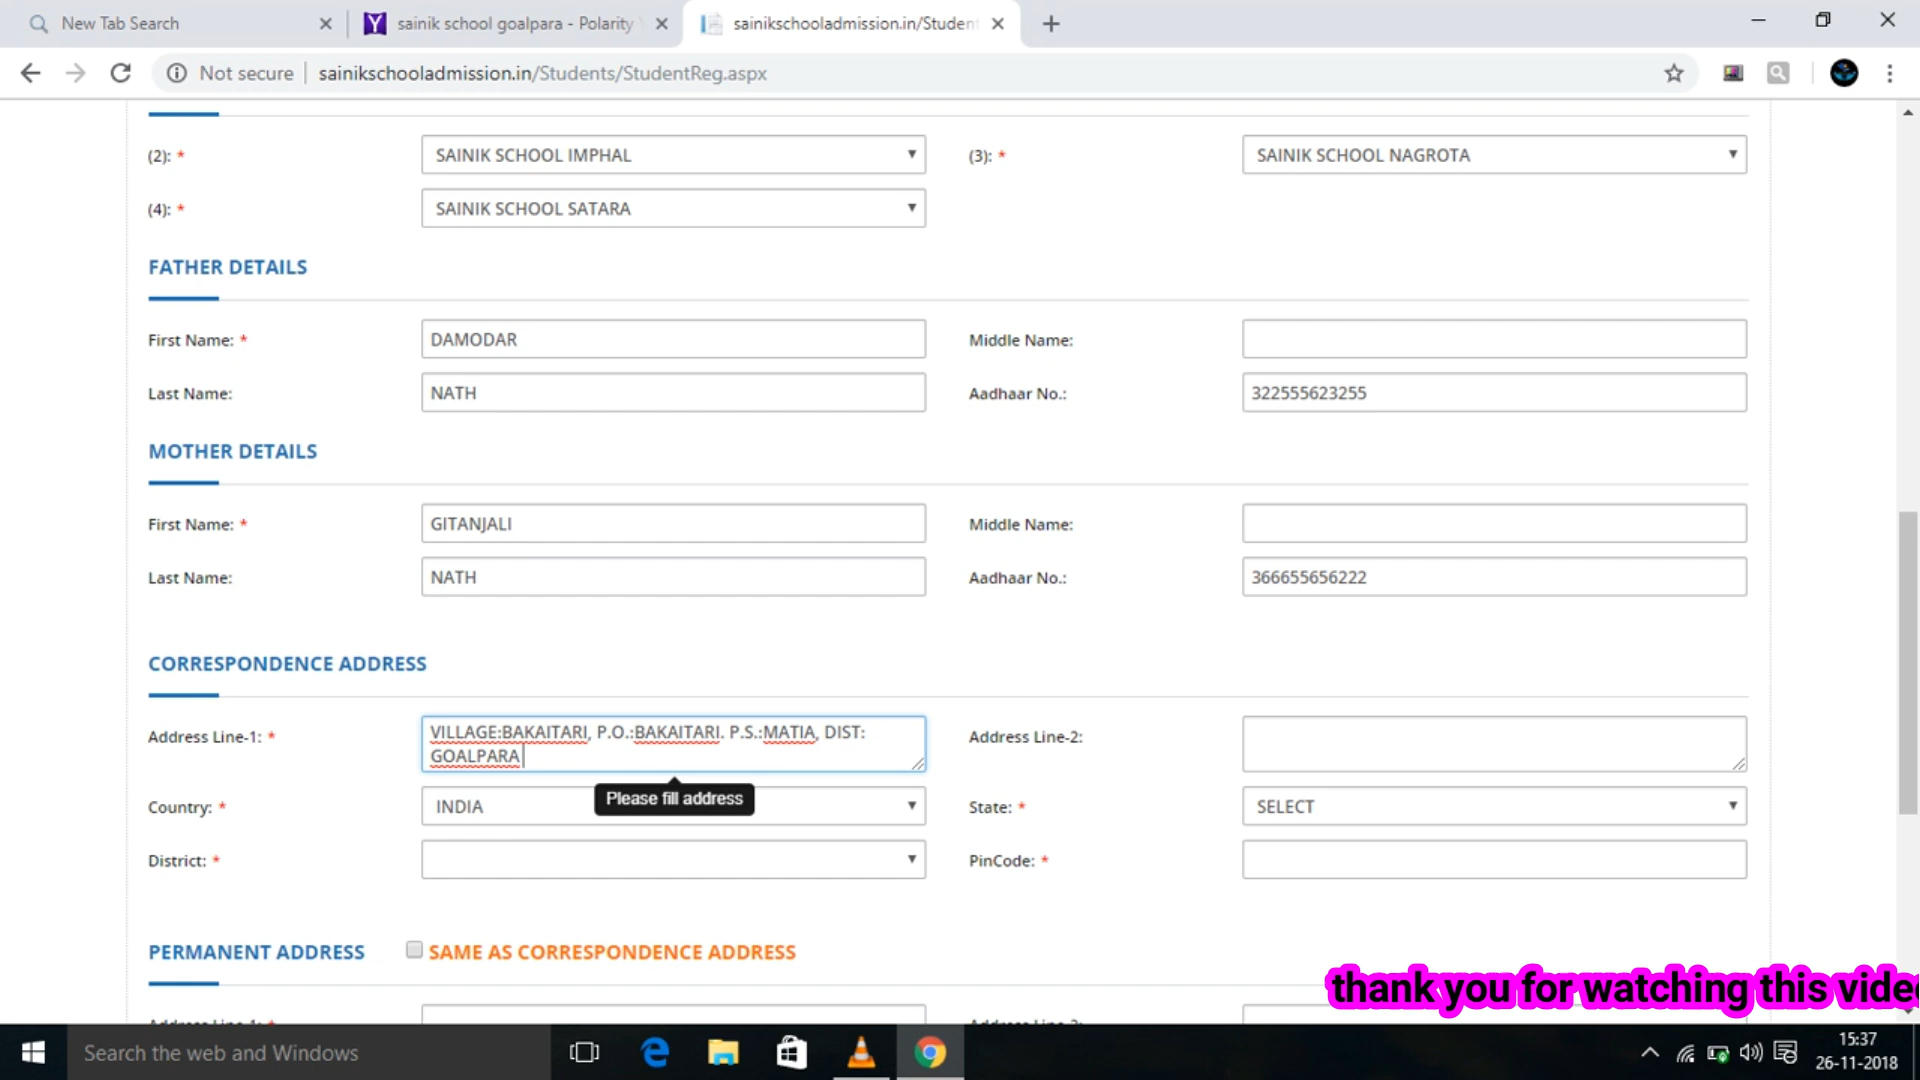 New Tab Search
sainik school goalpara - Polarity
sainikschooladmission.in/Studen
Not secure
sainikschooladmission.in/Students/StudentReg.aspx
(2): *
SAINIK SCHOOL IMPHAL
(3): *
SAINIK SCHOOL NAGROTA
(4): *
SAINIK SCHOOL SATARA
FATHER DETAILS
First Name: *
DAMODAR
Middle Name:
Last Name:
NATH
Aadhaar No.:
322555623255
MOTHER DETAILS
First Name: *
GITANJALI
Middle Name:
Last Name:
NATH
Aadhaar No.:
366655656222
CORRESPONDENCE ADDRESS
Address Line-1: *
VILLAGE:BAKAITARI, P.O.:BAKAITARI. P.S.:MATIA, DIST:
GOALPARA
Address Line-2:
Please fill address
Country: *
INDIA
State: *
SELECT
District: *
PinCode: *
PERMANENT ADDRESS
SAME AS CORRESPONDENCE ADDRESS
thank you for watching this vide
Search the web and Windows
15:37
26-11-2018